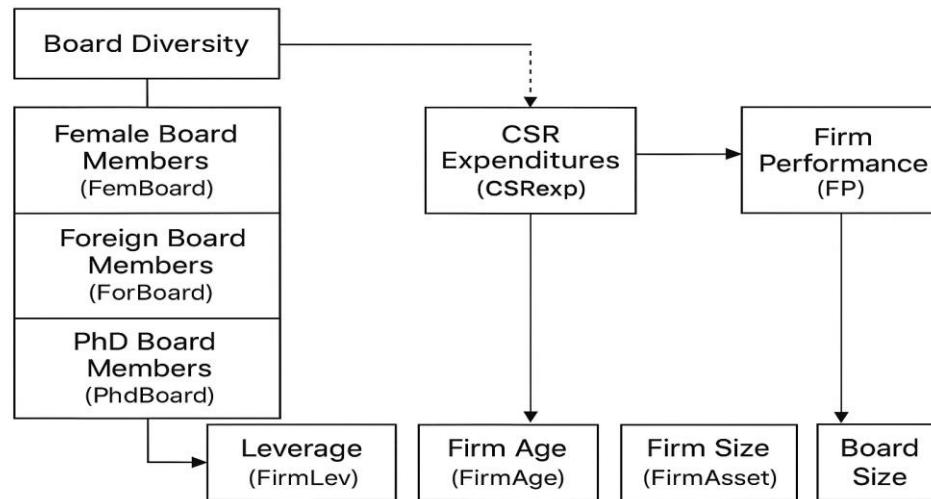 Board Diversity
Female Board
Members
(FemBoard)
Foreign Board
Members
(ForBoard)
PhD Board
Members
(PhdBoard)
CSR
Expenditures
(CSRexp)
Firm
Performance
(FP)
Leverage
(FirmLev)
Firm Age
(FirmAge)
Firm Size
(FirmAsset)
Board
Size